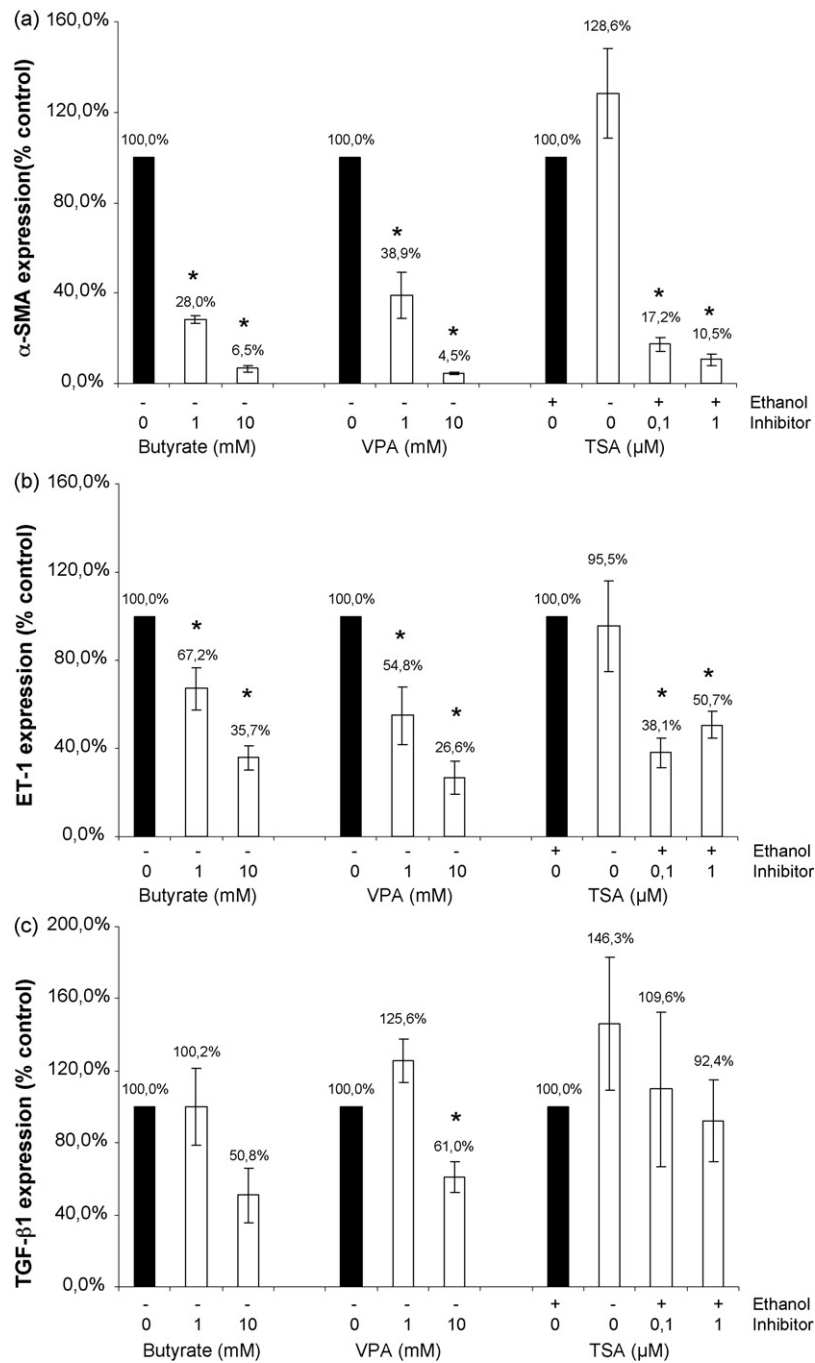 (a)
160,0%
128,6%
120,0%
100,0% 100,0% 100,0%
α-SMA expression(% control)
80,0%
* * * * * *
38,9%
40,0%
28,0%
17,2%
10,5%
6,5%
4,5%
0,0%
- - - - - - + - + + Ethanol
0 1 10 0 1 10 0 0 0,1 1 Inhibitor
Butyrate (mM) VPA (mM) TSA (µM)
(b)
160,0%
120,0%
95,5%
100,0% 100,0% 100,0%
ET-1 expression (% control)
* * * * * *
80,0%
67,2%
54,8%
50,7%
40,0%
35,7%
38,1%
26,6%
0,0%
- - - - - - + - + + Ethanol
0 1 10 0 1 10 0 0 0,1 1 Inhibitor
Butyrate (mM) VPA (mM) TSA (µM)
(c)
200,0%
146,3%
160,0%
125,6%
109,6%
120,0%
100,2%
92,4%
100,0% 100,0% 100,0%
TGF-β1 expression (% control)
80,0%
*
61,0%
50,8%
40,0%
0,0%
- - - - - - + - + + Ethanol
0 1 10 0 1 10 0 0 0,1 1 Inhibitor
Butyrate (mM) VPA (mM) TSA (µM)